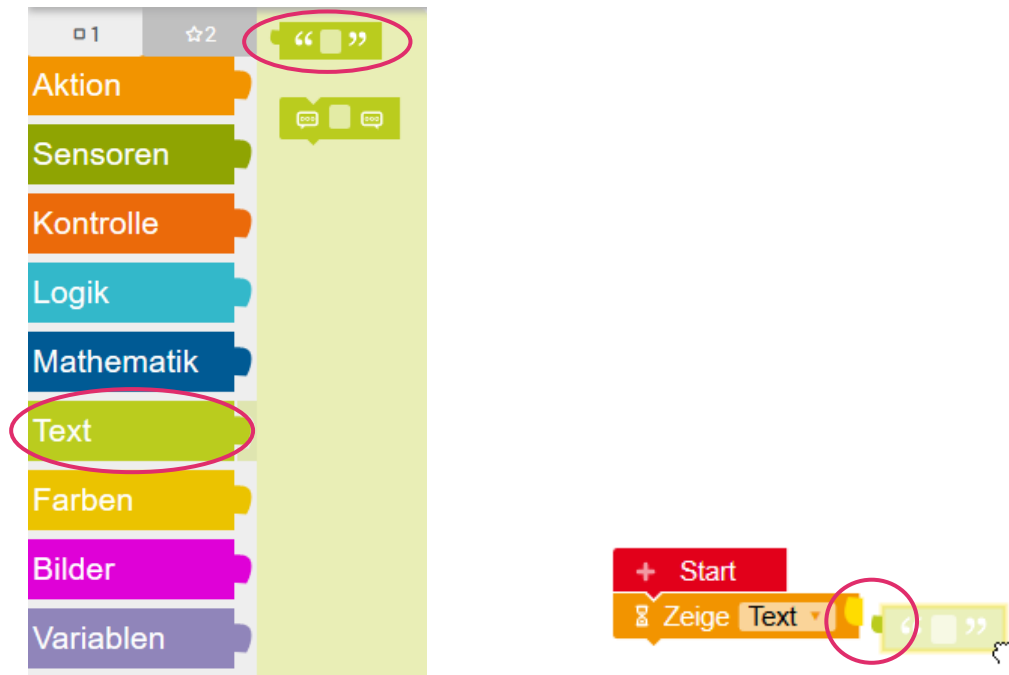 1
2
“ ”
Aktion
Sensoren
Kontrolle
Logik
Mathematik
Text
Farben
Bilder
Variablen
+ Start
Zeige Text
“ ”